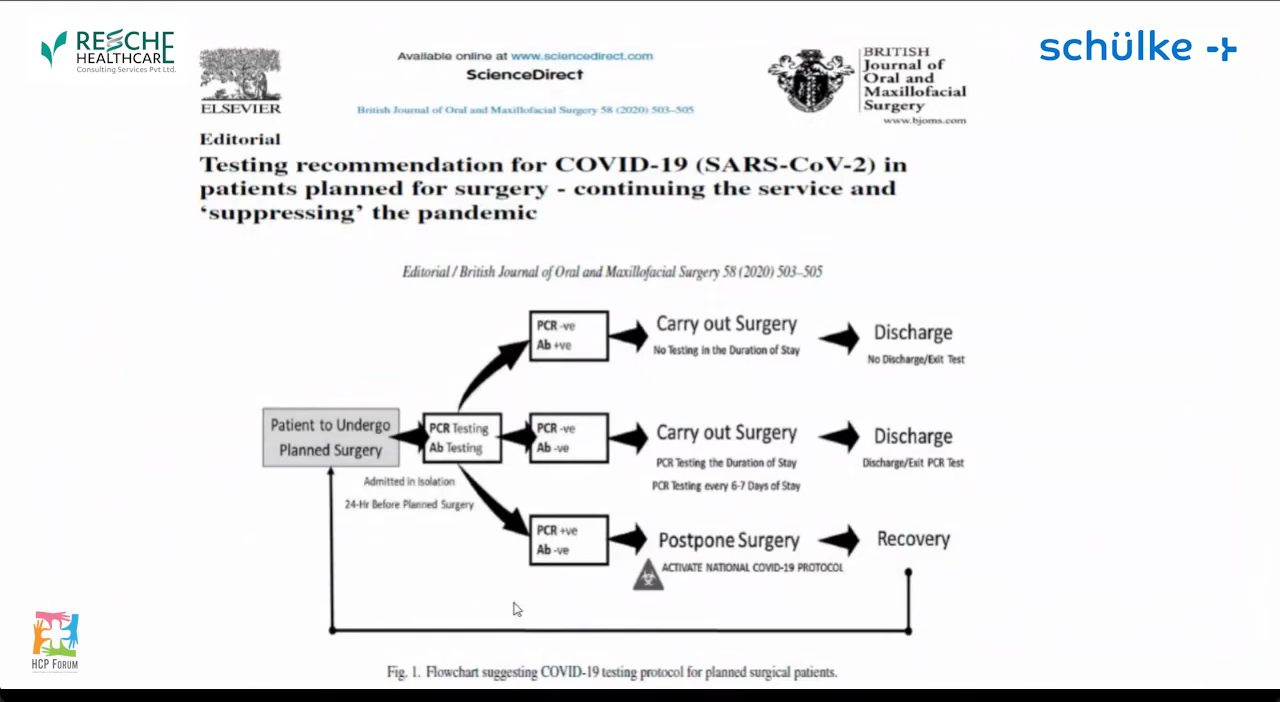 RESCHE
HEALTHCARE
Consulting Services Pvt Ltd.
ELSEVIER
Available online at www.sciencedirect.com
ScienceDirect
British Journal of Oral and Maxillofacial Surgery 58 (2020) 503–505
BRITISH
Journal of
Oral and
Maxillofacial
Surgery
www.bjoms.com
schülke
Editorial
Testing recommendation for COVID-19 (SARS-CoV-2) in
patients planned for surgery - continuing the service and
‘suppressing’ the pandemic
Editorial / British Journal of Oral and Maxillofacial Surgery 58 (2020) 503–505
PCR -ve
Ab +ve
Carry out Surgery
No Testing in the Duration of Stay
Discharge
No Discharge/Exit Test
Patient to Undergo
Planned Surgery
PCR Testing
Ab Testing
Admitted in Isolation
24-Hr Before Planned Surgery
PCR -ve
Ab -ve
Carry out Surgery
PCR Testing the Duration of Stay
PCR Testing every 6-7 Days of Stay
Discharge
Discharge/Exit PCR Test
PCR +ve
Ab -ve
Postpone Surgery
ACTIVATE NATIONAL COVID-19 PROTOCOL
Recovery
HCP FORUM
Fig. 1. Flowchart suggesting COVID-19 testing protocol for planned surgical patients.